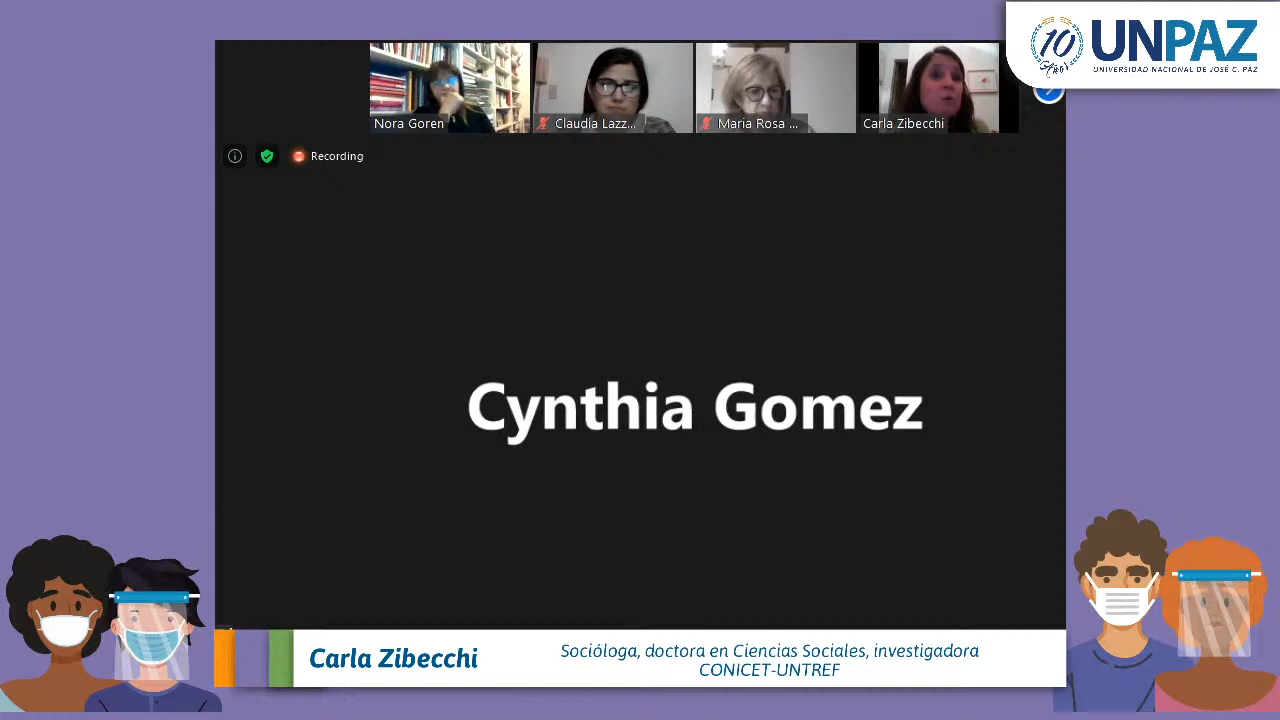 10
Años
UNPAZ
UNIVERSIDAD NACIONAL DE JOSÉ C. PAZ
Nora Goren
Claudia Lazz...
Maria Rosa ...
Carla Zibecchi
Recording
Cynthia Gomez
Carla Zibecchi
Socióloga, doctora en Ciencias Sociales, investigadora
CONICET-UNTREF